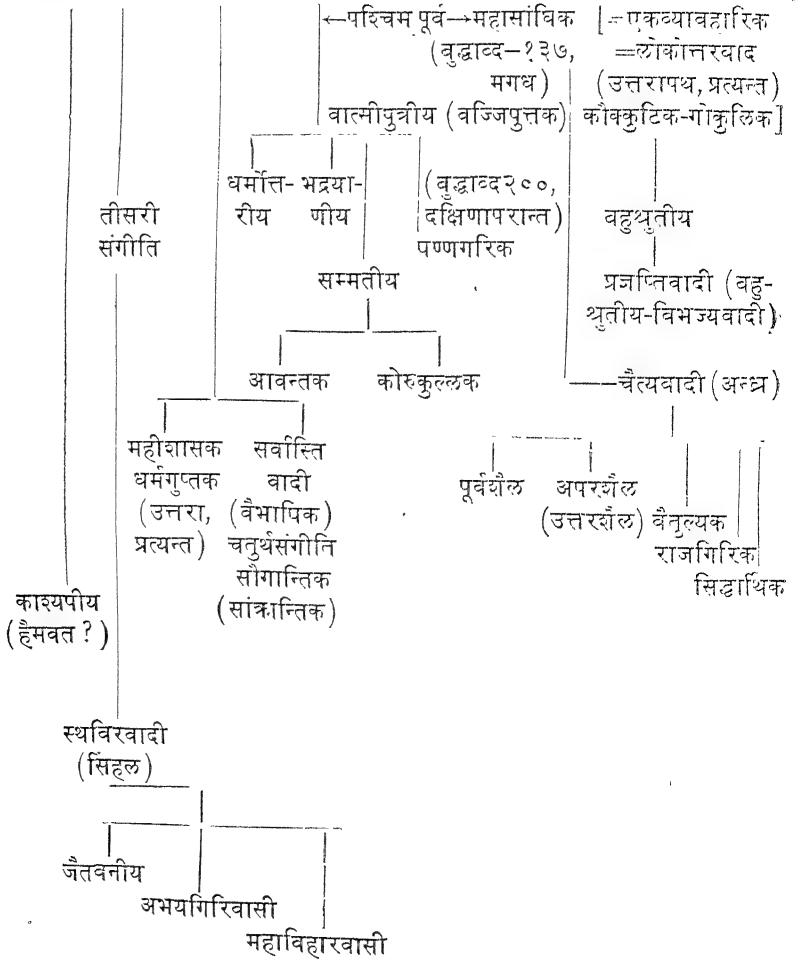 ←पश्चिम पूर्व→महासांघिक [=एकव्यावहारिक
(बुद्धाब्द–१३७, =लोकोत्तरवाद
मगध) (उत्तरापथ, प्रत्यन्त)
वात्सीपुत्रीय (वज्जिपुत्तक) कौक्कुटिक-गोकुलिक]
धर्मोत्त- भद्रया- (बुद्धाब्द२००,
तीसरी रीय णीय दक्षिणापरान्त) बहुश्रुतीय
संगीति पण्णगरिक
सम्मतीय प्रज्ञप्तिवादी (बहु-
श्रुतीय-विभज्यवादी)
आवन्तक कोरुकुल्लक चैत्यवादी (अन्ध्र)
महीशासक सर्वास्ति
धर्मगुप्तक वादी पूर्वशैल अपरशैल
(उत्तरा, (वैभाषिक) (उत्तरशैल) वैतुल्यक
प्रत्यन्त) चतुर्थसंगीति राजगिरिक
सौगान्तिक सिद्धार्थिक
काश्यपीय (सांक्रान्तिक)
(हैमवत ?)
स्थविरवादी
(सिंहल)
जैतवनीय
अभयगिरिवासी
महाविहारवासी